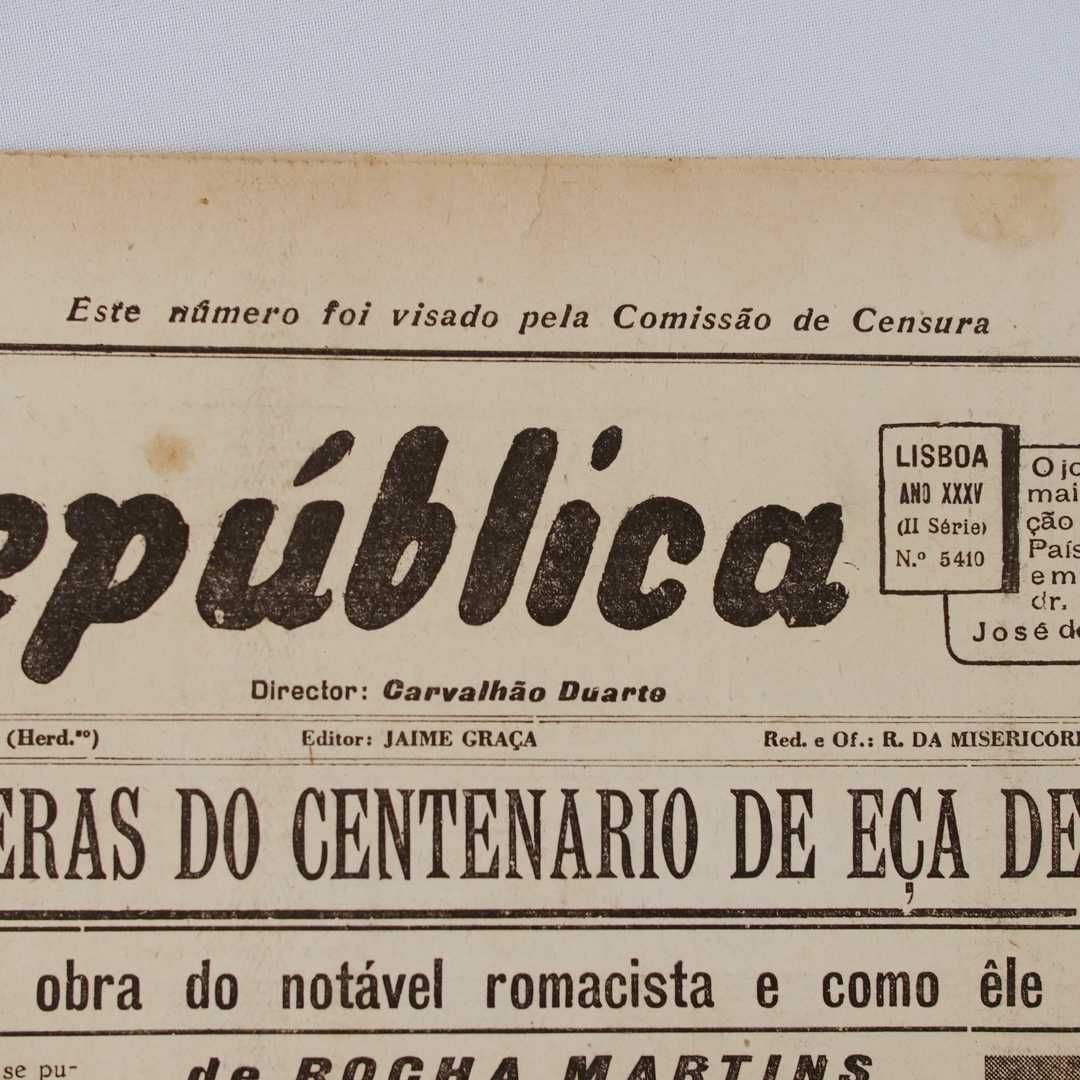 Este número foi visado pela Comissão de Censura
epública
LISBOA
ANO XXXV
(II Série)
N.º 5410
O jo
mai
ção
País
em
dr.
José de
Director: Carvalhão Duarte
(Herd.ºº)
Editor: JAIME GRAÇA
Red. e Of.: R. DA MISERICÓR
ERAS DO CENTENARIO DE EÇA DE
obra do notável romacista e como êle
se pu-
de ROCHA MARTINS